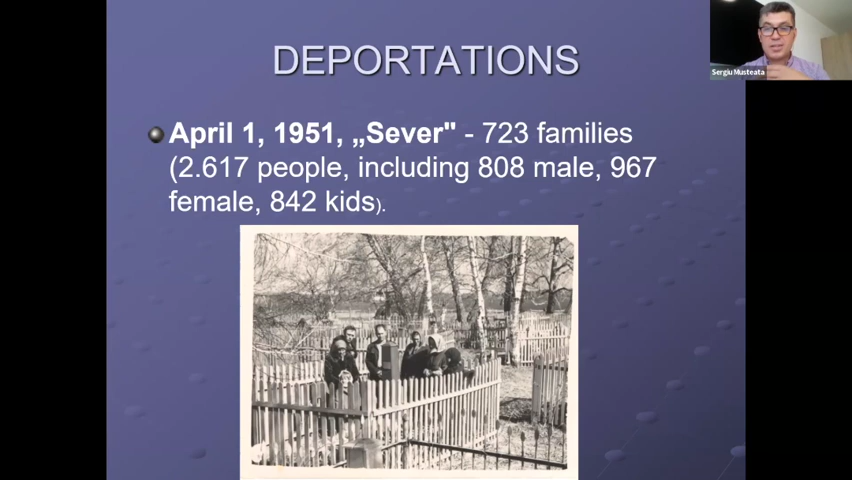 DEPORTATIONS
Sergiu Musteata
April 1, 1951, „Sever" - 723 families
(2.617 people, including 808 male, 967
female, 842 kids).